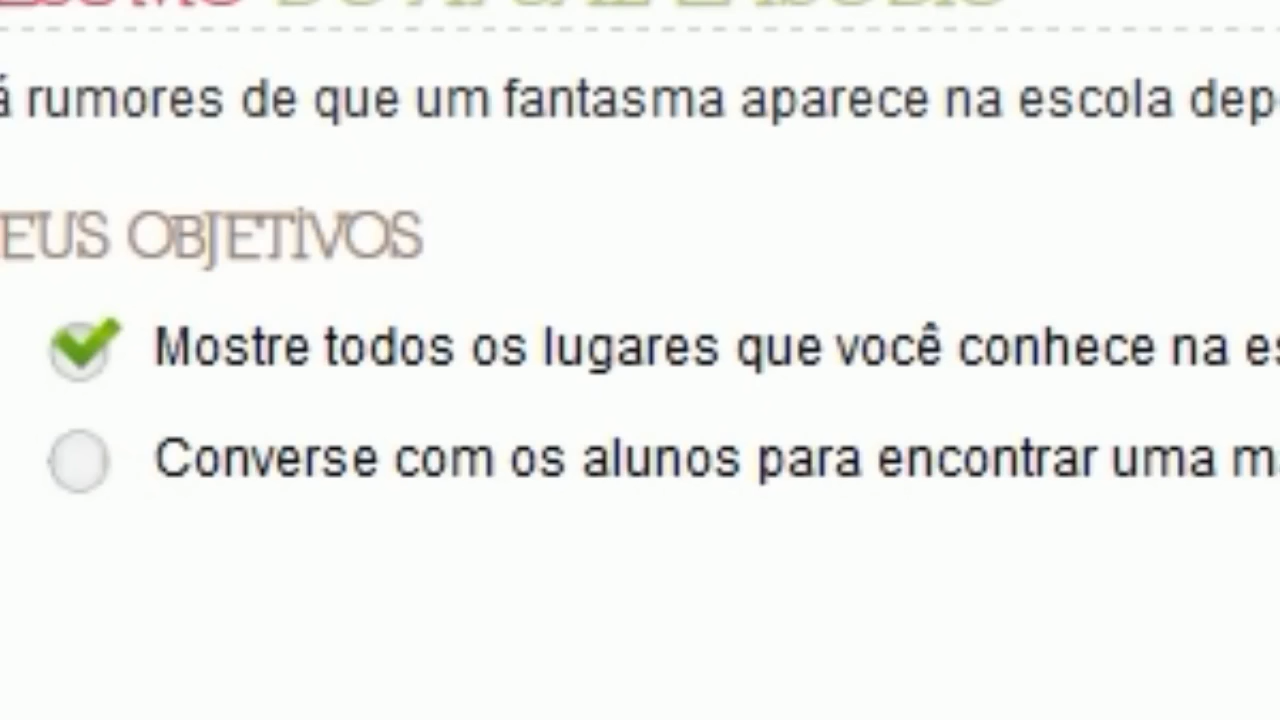 á rumores de que um fantasma aparece na escola dep
EUS OBJETIVOS
Mostre todos os lugares que você conhece na es
Converse com os alunos para encontrar uma m